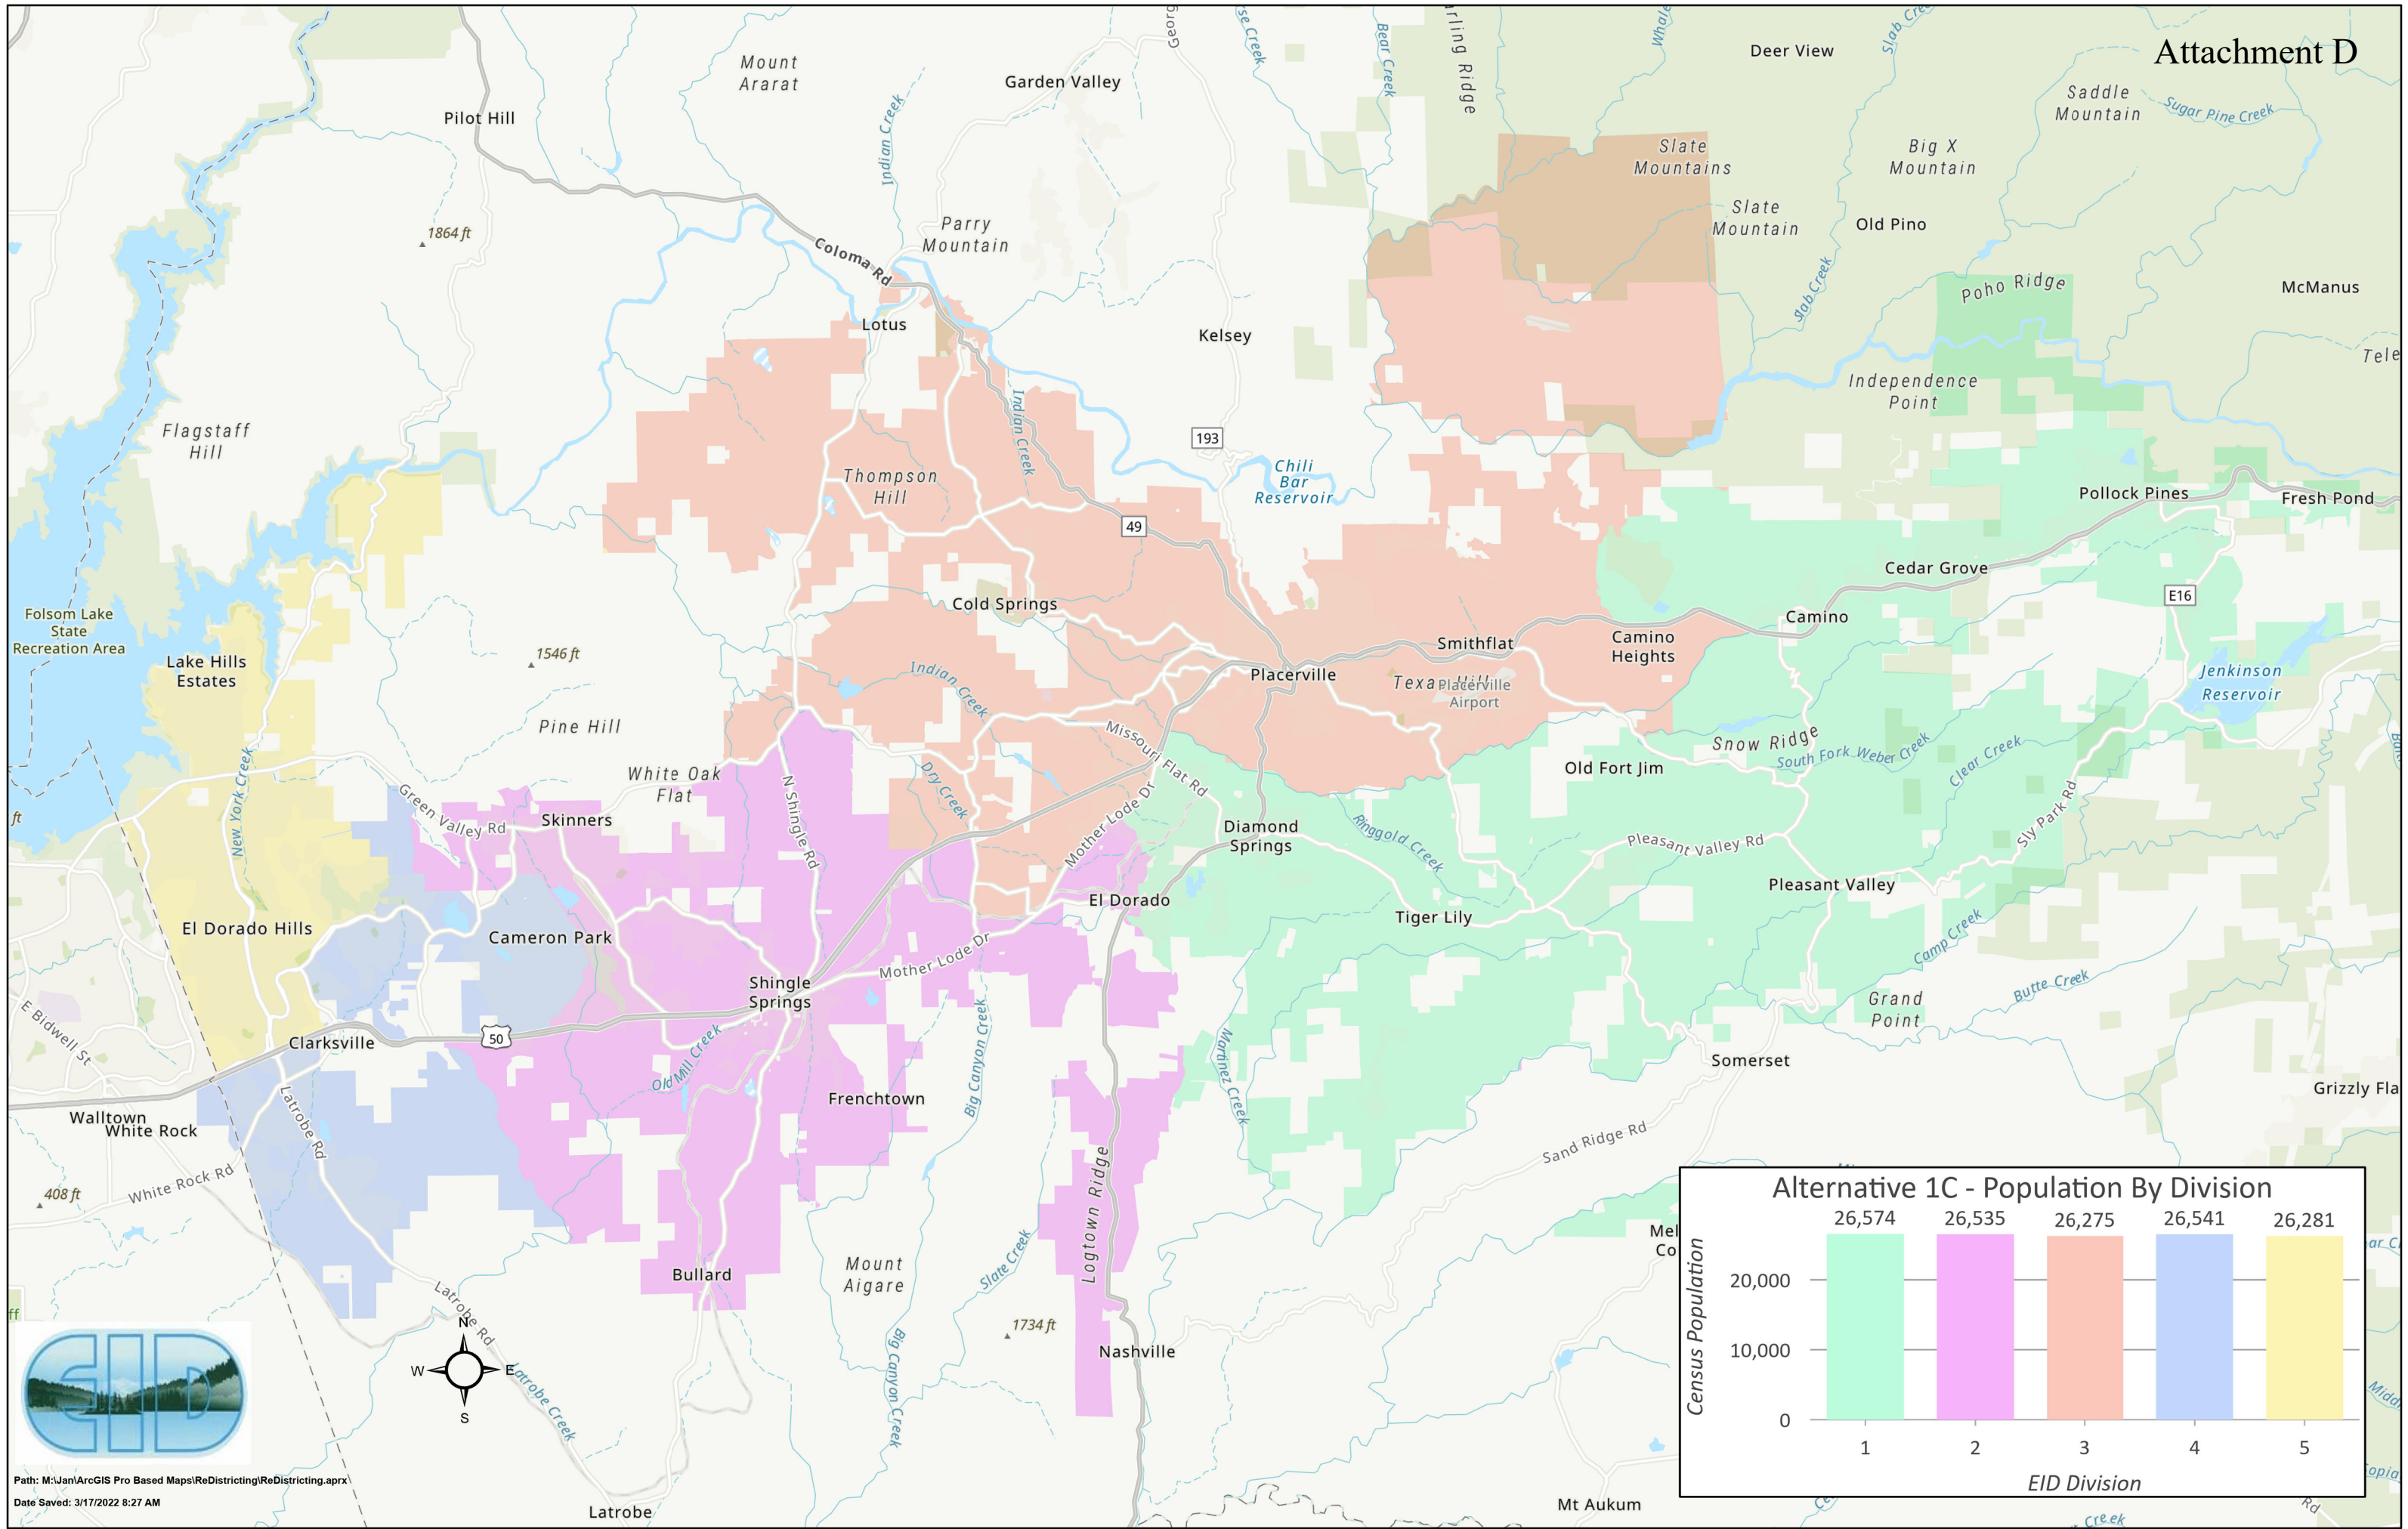 Attachment D
Deer View
Mount
Ararat
Garden Valley
Bear Creek
Saddle
Mountain
Sugar Pine Creek
Pilot Hill
Indian Creek
Slate
Mountains
Big X
Mountain
Slate
Mountain
Old Pino
1864 ft
Parry
Mountain
Coloma Rd
Slab Creek
Poho Ridge
McManus
Lotus
Kelsey
Independence
Point
Flagstaff
Hill
Indian Creek
193
Thompson
Hill
Chili
Bar
Reservoir
Pollock Pines
Fresh Pond
49
Cedar Grove
E16
Cold Springs
Folsom Lake
State
Recreation Area
Camino
Lake Hills
Estates
1546 ft
Smithflat
Camino
Heights
Indian Creek
Placerville
Placerville
Airport
Jenkinson
Reservoir
Pine Hill
Missouri Flat Rd
Snow Ridge
South Fork Weber Creek
Clear Creek
White Oak
Flat
Old Fort Jim
New York Creek
Green Valley Rd
N Shingle Rd
Dry Creek
Mother Lode Dr
Skinners
Diamond
Springs
Ringgold Creek
Pleasant Valley Rd
Sly Park Rd
Pleasant Valley
El Dorado
Tiger Lily
El Dorado Hills
Cameron Park
Mother Lode Dr
Camp Creek
Shingle
Springs
Butte Creek
Grand
Point
E Bidwell St
50
Clarksville
Old Mill Creek
Big Canyon Creek
Martinez Creek
Somerset
Frenchtown
Walltown
White Rock
Latrobe Rd
White Rock Rd
Sand Ridge Rd
408 ft
Logtown Ridge
Slate Creek
Mount
Aigare
Bullard
Latrobe Rd
1734 ft
Nashville
Big Canyon Creek
Latrobe Creek
N
W
E
S
EID
Path: M:\Jan\ArcGIS Pro Based Maps\ReDistricting\ReDistricting.aprx
Date Saved: 3/17/2022 8:27 AM
Latrobe
Mt Aukum
Alternative 1C - Population By Division
26,574 26,535 26,275 26,541 26,281
Census Population
20,000
10,000
0
1 2 3 4 5
EID Division